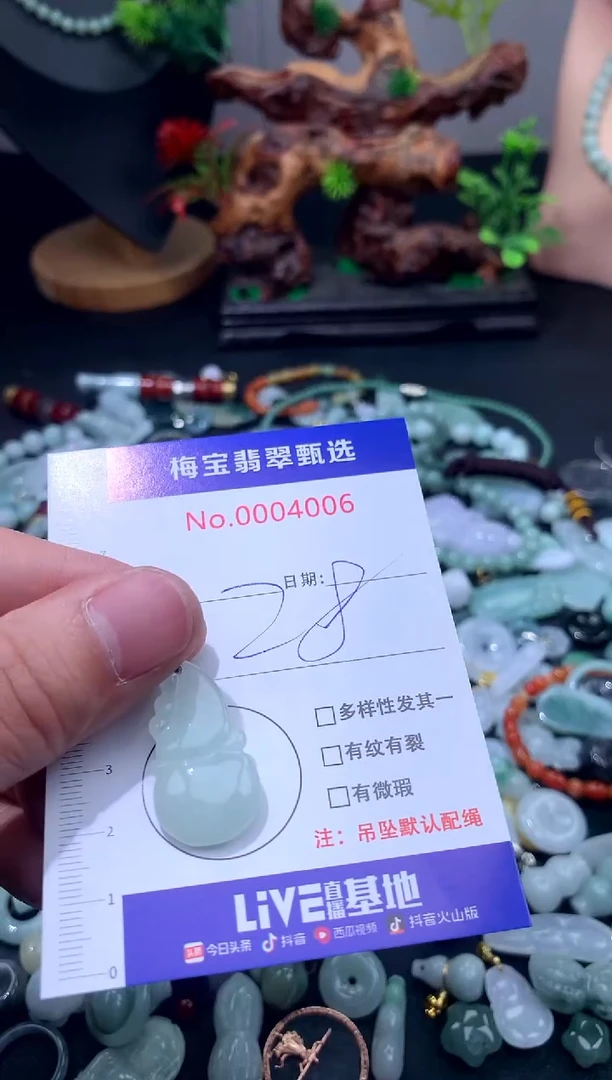 梅宝翡翠甄选
No.0004006
日期:
28
多样性发其一
有纹有裂
有微瑕
注：吊坠默认配绳
3
2
1
0
LiVE直播基地
头条 今日头条 抖音 西瓜视频 抖音火山版